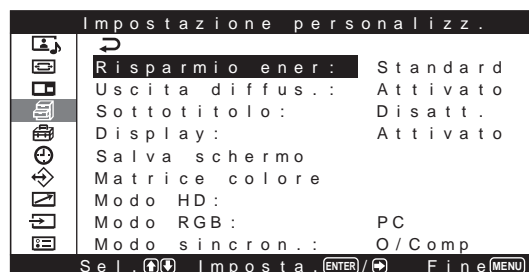 Impostazione personalizz.
Risparmio ener.: Standard
Uscita diffus.: Attivato
Sottotitolo: Disatt.
Display: Attivato
Salva schermo
Matrice colore
Modo HD:
Modo RGB: PC
Modo sincron.: O/Comp
Sel. Imposta. ENTER / Fine MENU